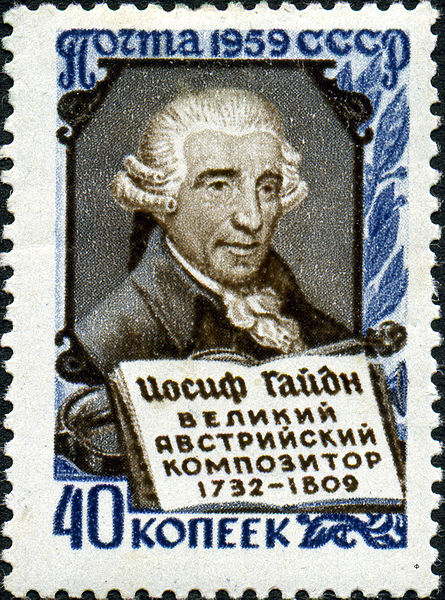 Почта 1959 СССР
Иосиф Гайдн
ВЕЛИКИЙ
АВСТРИЙСКИЙ
КОМПОЗИТОР
1732-1809
40 КОПЕЕК
Ф